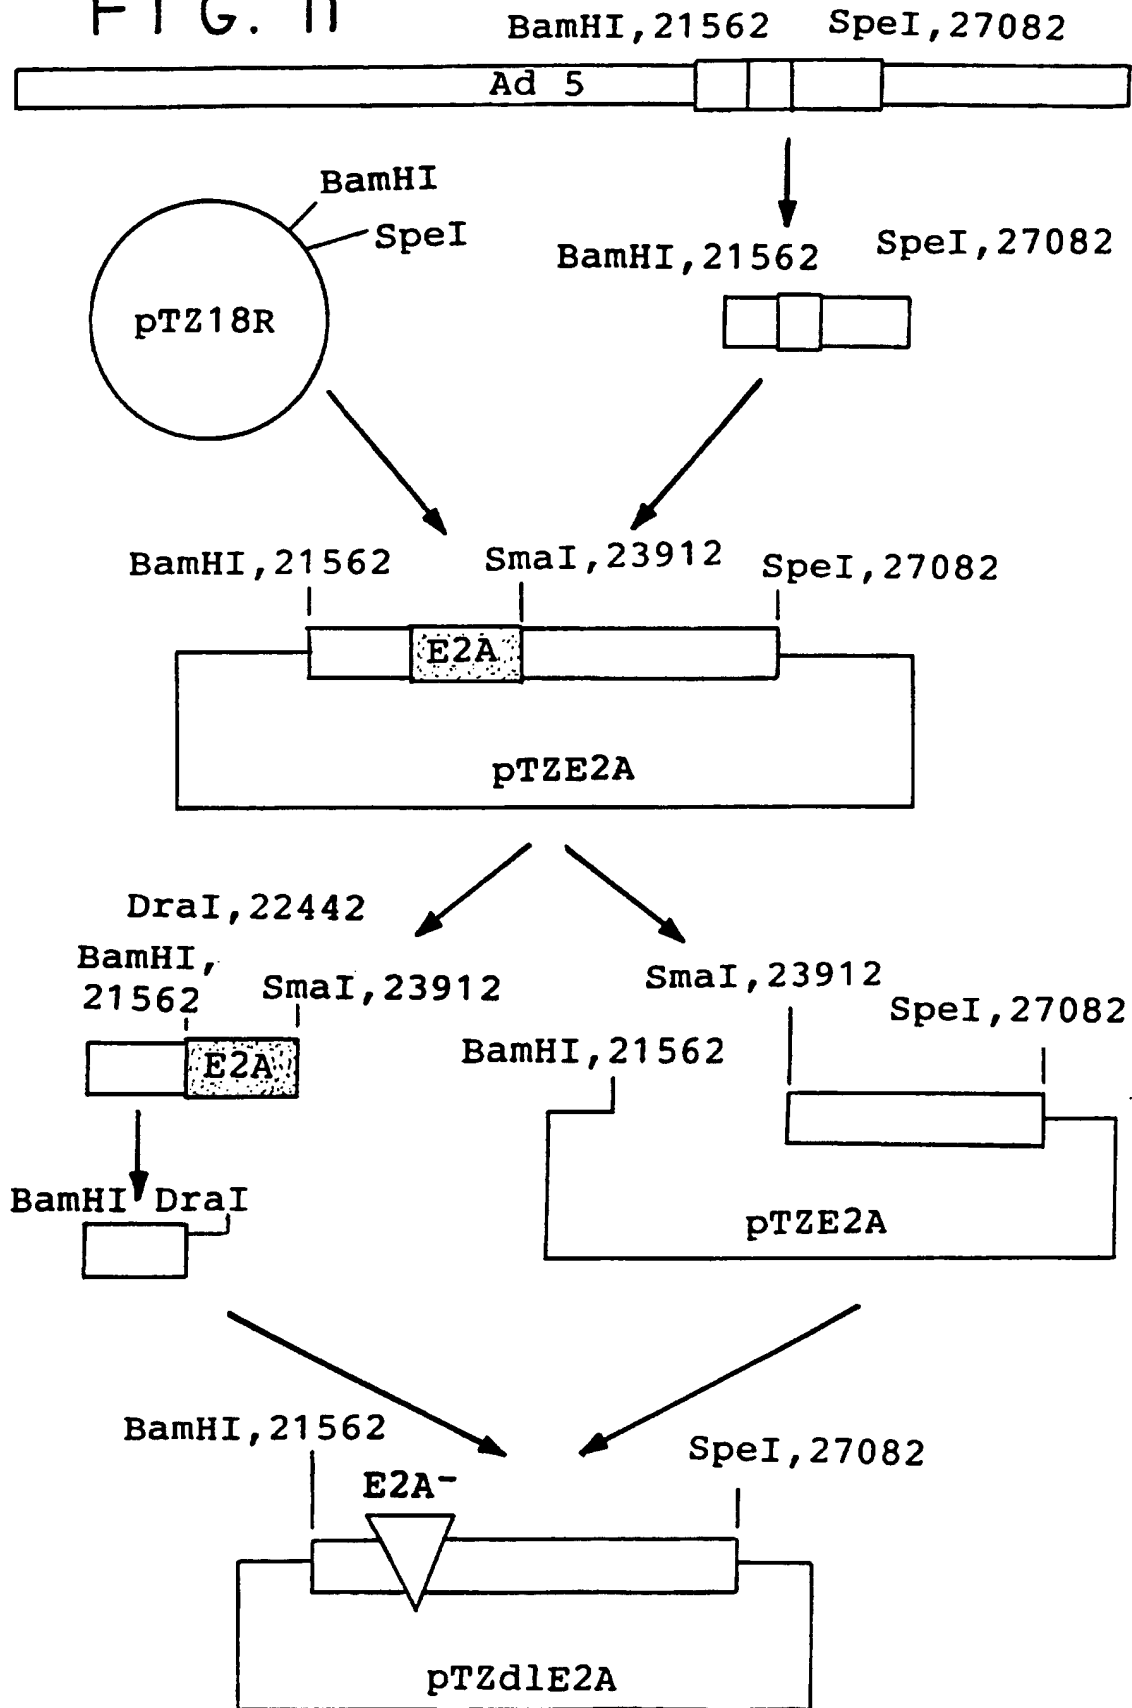 FIG. 11
BamHI,21562 SpeI,27082
Ad 5
BamHI
SpeI
pTZ18R
BamHI,21562 SpeI,27082
BamHI,21562 SmaI,23912 SpeI,27082
E2A
pTZE2A
DraI,22442
BamHI,
21562
SmaI,23912
E2A
BamHI DraI
SmaI,23912
SpeI,27082
BamHI,21562
pTZE2A
BamHI,21562
SpeI,27082
E2A-
pTZdlE2A